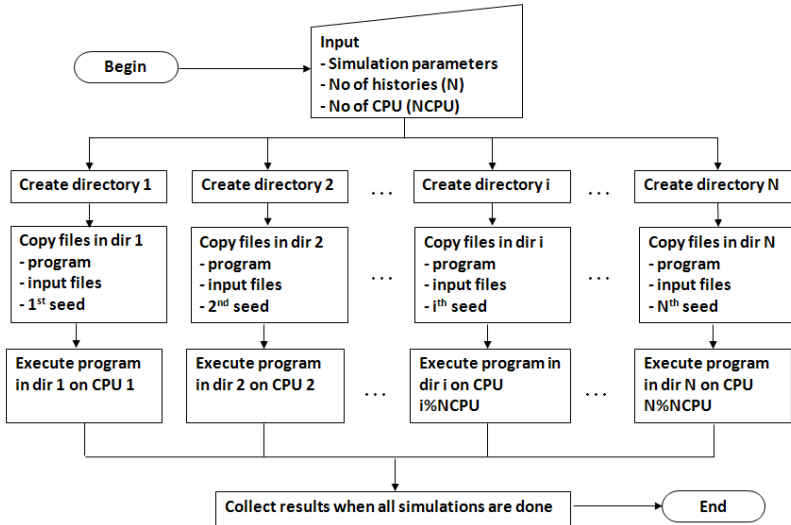 Begin
Input
- Simulation parameters
- No of histories (N)
- No of CPU (NCPU)
Create directory 1
Create directory 2
...
Create directory i
...
Create directory N
Copy files in dir 1
- program
- input files
- 1st seed
Copy files in dir 2
- program
- input files
- 2nd seed
...
Copy files in dir i
- program
- input files
- ith seed
...
Copy files in dir N
- program
- input files
- Nth seed
Execute program
in dir 1 on CPU 1
Execute program
in dir 2 on CPU 2
...
Execute program in
dir i on CPU
i%NCPU
...
Execute program
in dir N on CPU
N%NCPU
Collect results when all simulations are done
End